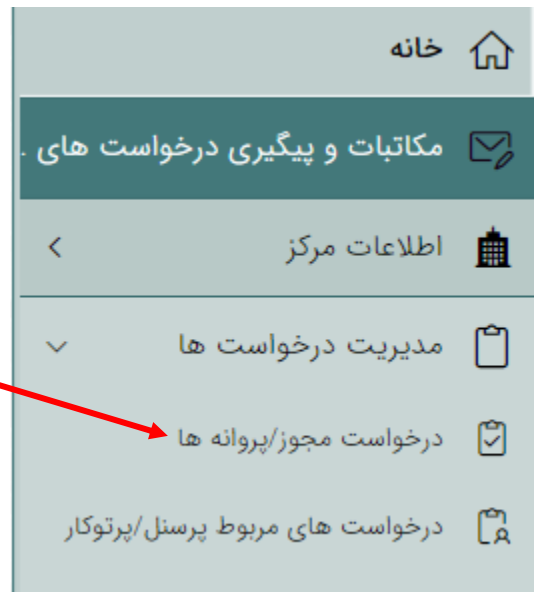 خانه
مکاتبات و پیگیری درخواست های .
اطلاعات مرکز
مدیریت درخواست ها
درخواست مجوز/پروانه ها
درخواست های مربوط پرسنل/پرتوکار